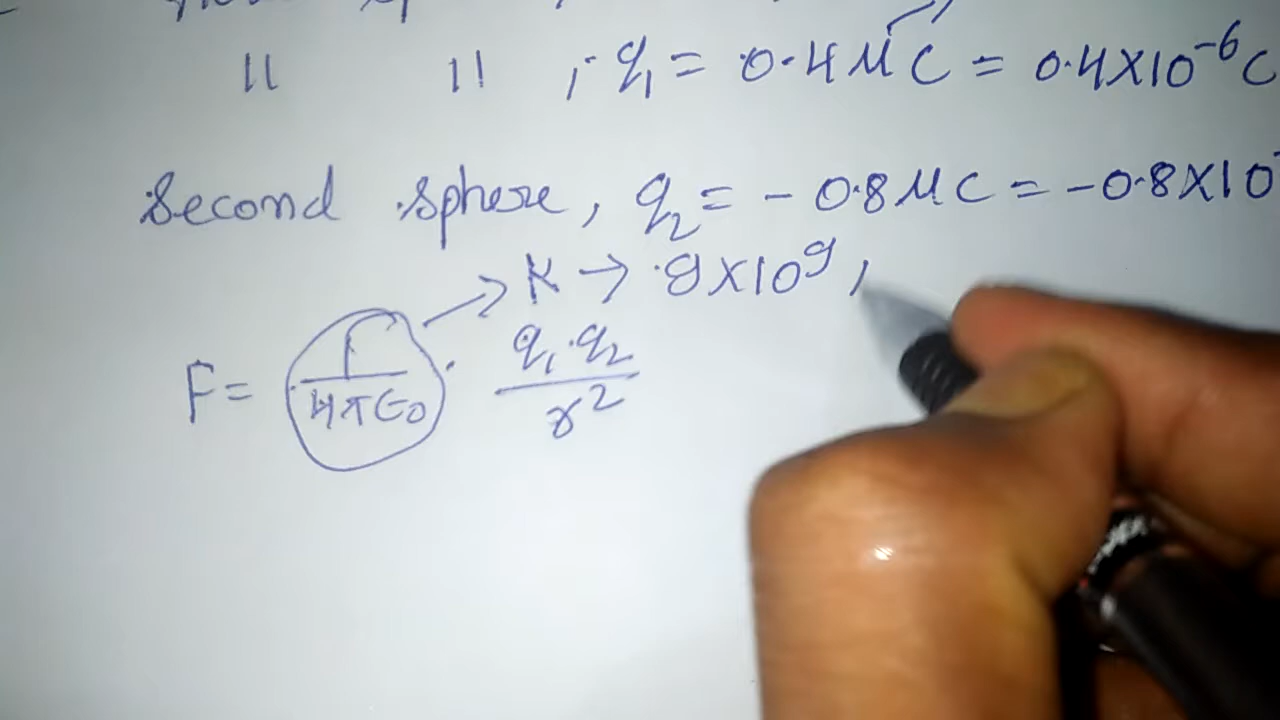 " " , q₁ = 0.4 μC = 0.4×10⁻⁶ C
Second sphere, q₂ = - 0.8 μC = - 0.8×10
K → 9×10⁹
F = 1/4πε₀ · q₁·q₂/r²